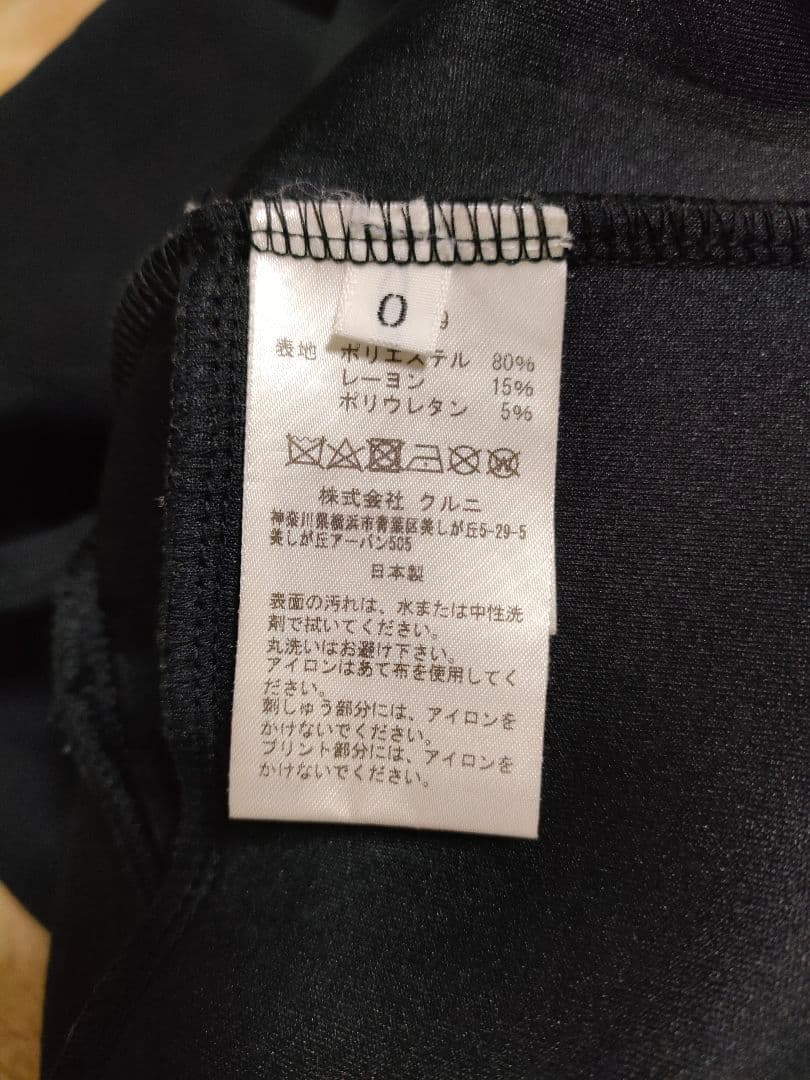 0
9
表地 ポリエステル 80%
レーヨン 15%
ポリウレタン 5%
株式会社 クルニ
神奈川県横浜市青葉区美しが丘5-29-5
美しが丘アーバン505
日本製
表面の汚れは、水または中性洗
剤で拭いてください。
丸洗いはお避け下さい。
アイロンはあて布を使用してく
ださい。
刺しゅう部分には、アイロンを
かけないでください。
プリント部分には、アイロンを
かけないでください。